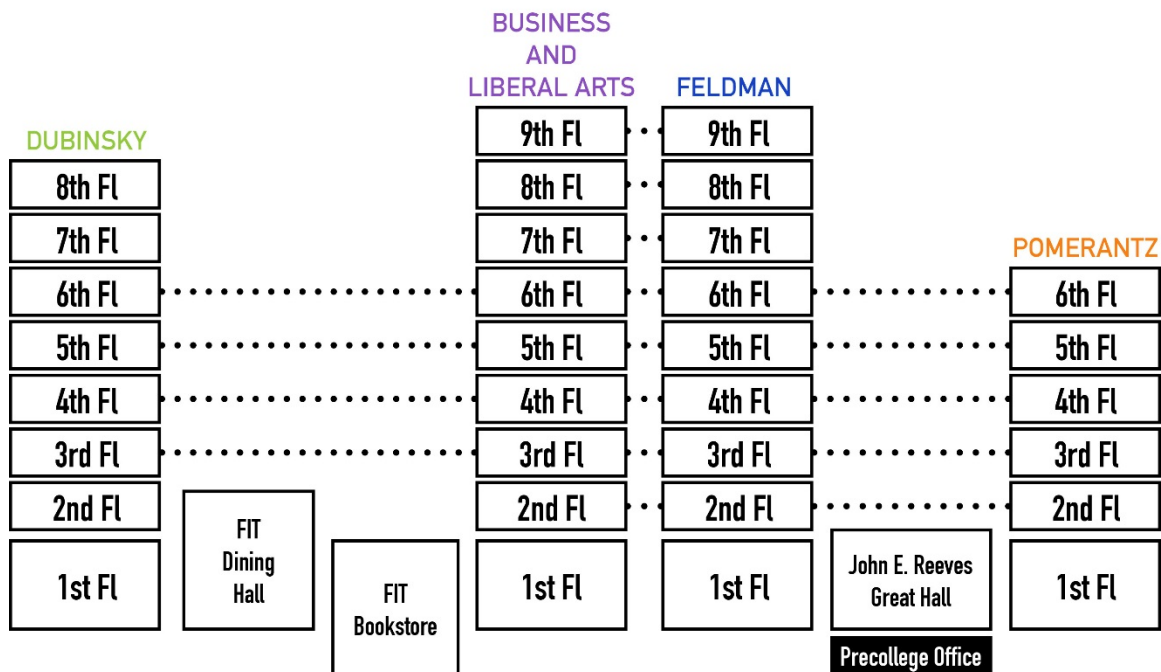 BUSINESS
AND
LIBERAL ARTS
FELDMAN
9th Fl
9th Fl
DUBINSKY
8th Fl
8th Fl
8th Fl
7th Fl
7th Fl
7th Fl
POMERANTZ
6th Fl
6th Fl
6th Fl
6th Fl
5th Fl
5th Fl
5th Fl
5th Fl
4th Fl
4th Fl
4th Fl
4th Fl
3rd Fl
3rd Fl
3rd Fl
3rd Fl
2nd Fl
2nd Fl
2nd Fl
2nd Fl
FIT
Dining
Hall
1st Fl
FIT
Bookstore
1st Fl
1st Fl
John E. Reeves
Great Hall
1st Fl
Precollege Office